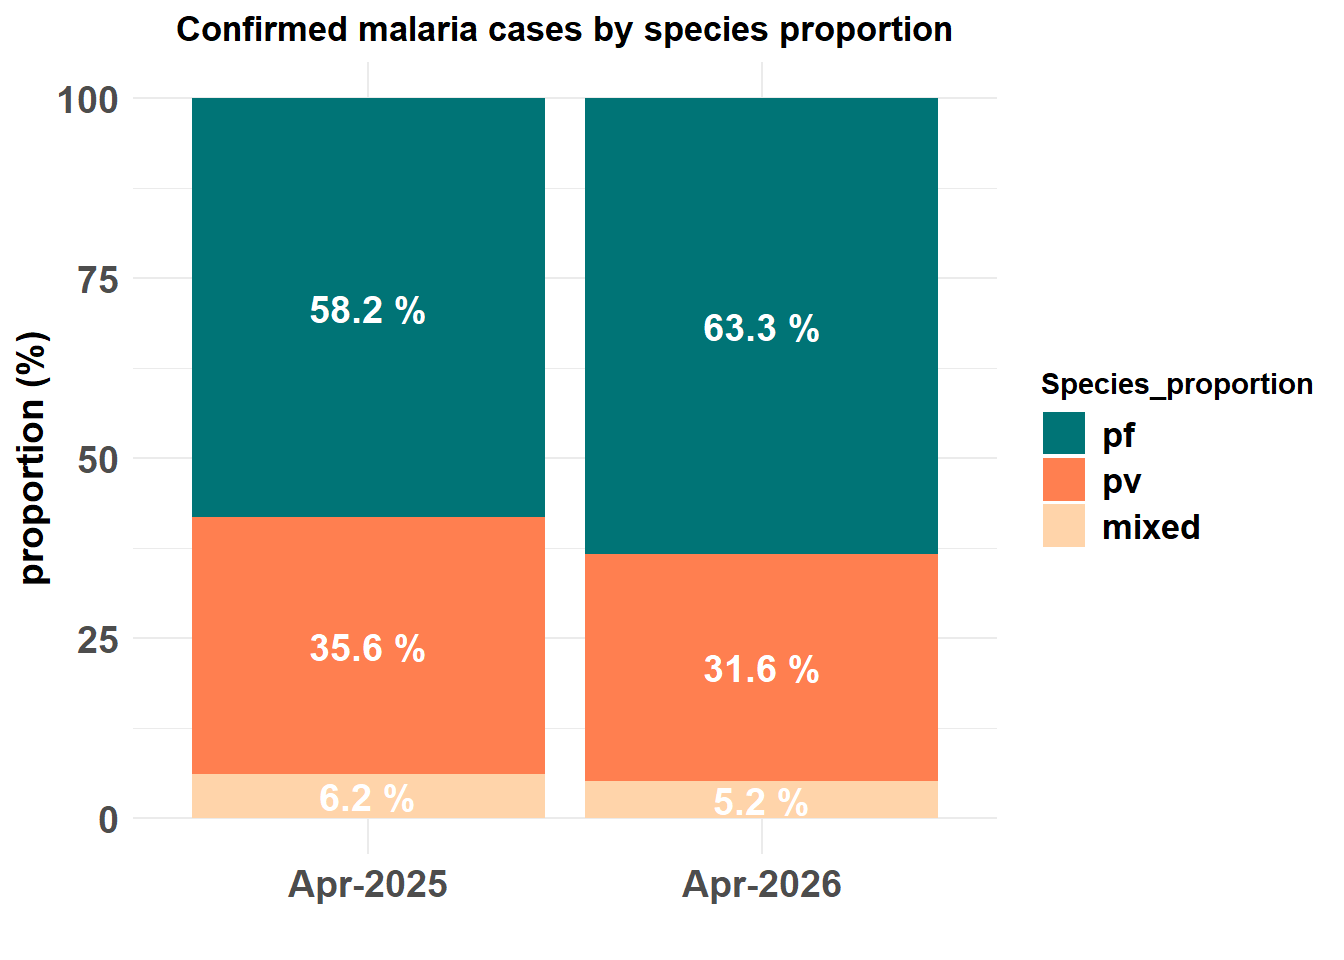 Confirmed malaria cases by species proportion
proportion (%)
100
75
50
25
0
58.2 %
63.3 %
35.6 %
31.6 %
6.2 %
5.2 %
Apr-2025
Apr-2026
Species_proportion
pf
pv
mixed